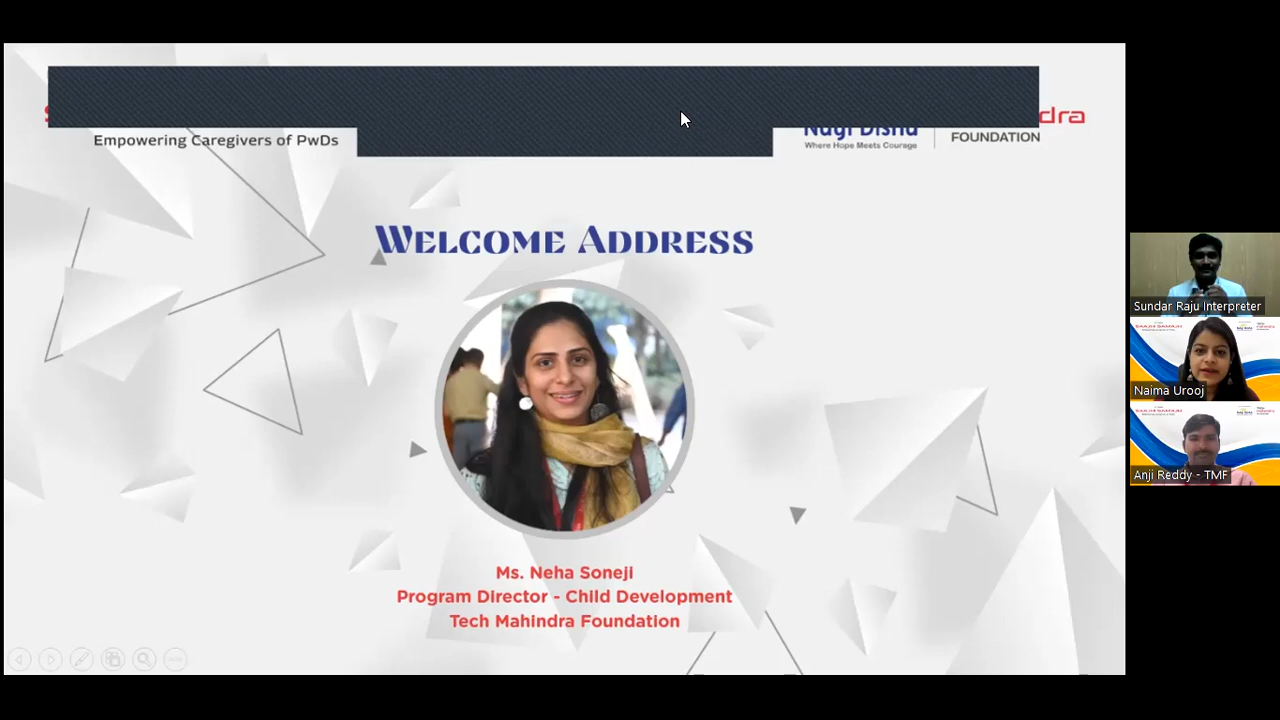 Empowering Caregivers of PwDs
Where Hope Meets Courage
FOUNDATION
WELCOME ADDRESS
Ms. Neha Soneji
Program Director - Child Development
Tech Mahindra Foundation
Sundar Raju Interpreter
Naima Urooj
Anji Reddy - TMF